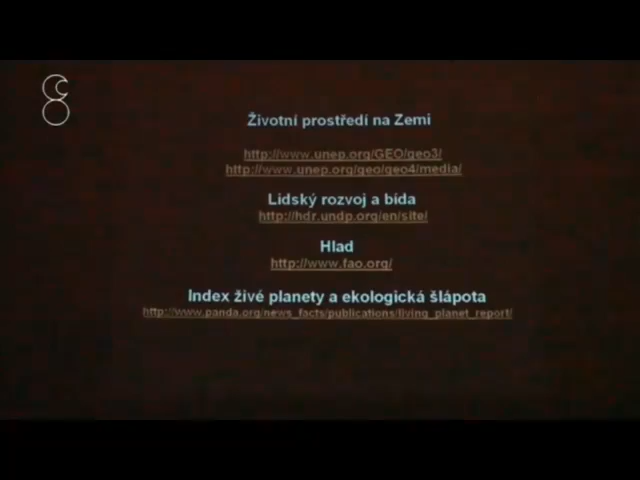 Životní prostředí na Zemi
http://www.unep.org/GEO/geo3/
http://www.unep.org/geo/geo4/media/
Lidský rozvoj a bída
http://hdr.undp.org/en/site/
Hlad
http://www.fao.org/
Index živé planety a ekologická šlápota
http://www.panda.org/news_facts/publications/living_planet_report/